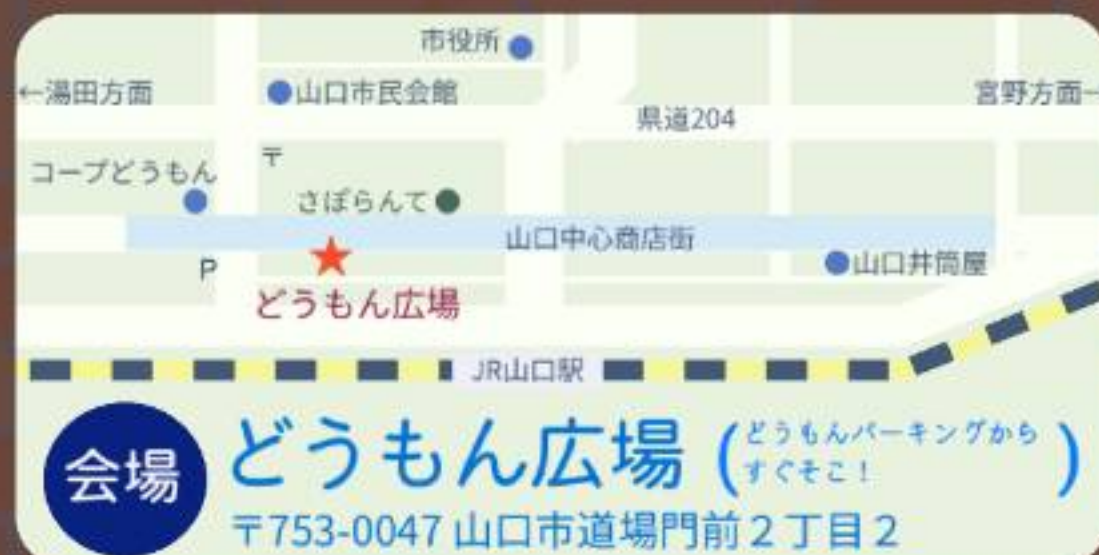 市役所
←湯田方面
山口市民会館
宮野方面→
県道204
〒
コープどうもん
さぽらんて
山口中心商店街
山口井筒屋
P
どうもん広場
JR山口駅
会場
どうもん広場
(どうもんパーキングから
すぐそこ！)
〒753-0047 山口市道場門前２丁目２